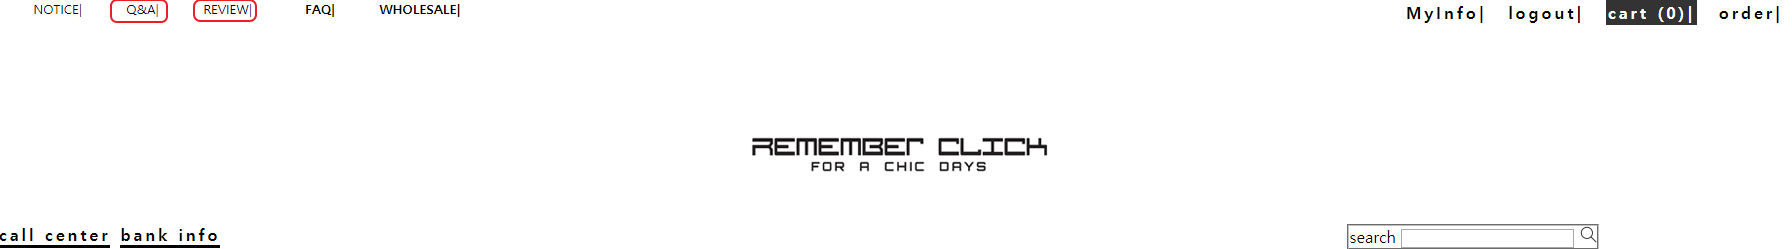 NOTICE| Q&A| REVIEW| FAQ| WHOLESALE| MyInfo| logout| cart (0)| order|
REMEMBER CLICK
FOR A CHIC DAYS
call center bank info search